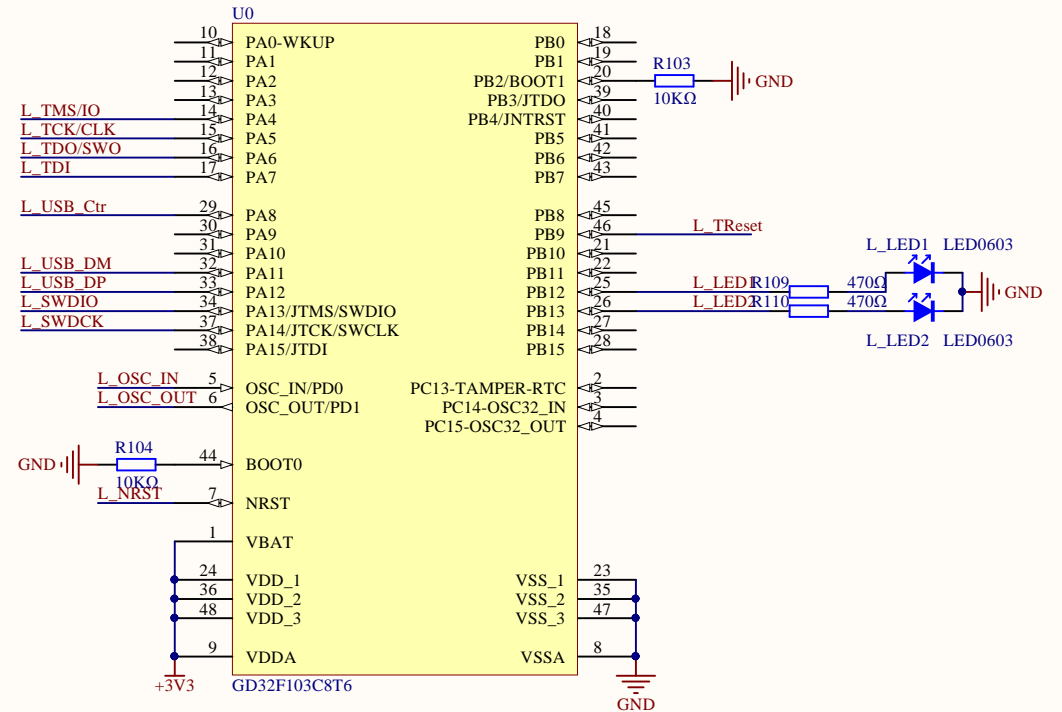 U0
10 PA0-WKUP PB0 18
11 PA1 PB1 19
12 PA2 PB2/BOOT1 20 R103 10KΩ GND
13 PA3 PB3/JTDO 39
L_TMS/IO 14 PA4 PB4/JNTRST 40
L_TCK/CLK 15 PA5 PB5 41
L_TDO/SWO 16 PA6 PB6 42
L_TDI 17 PA7 PB7 43
L_USB_Ctr 29 PA8 PB8 45
30 PA9 PB9 46 L_TReset
31 PA10 PB10 21
L_USB_DM 32 PA11 PB11 22
L_USB_DP 33 PA12 PB12 25 L_LED1 R109 470Ω L_LED1 LED0603
L_SWDIO 34 PA13/JTMS/SWDIO PB13 26 L_LED2 R110 470Ω L_LED2 LED0603 GND
L_SWDCK 37 PA14/JTCK/SWCLK PB14 27
38 PA15/JTDI PB15 28
L_OSC_IN 5 OSC_IN/PD0 PC13-TAMPER-RTC 2
L_OSC_OUT 6 OSC_OUT/PD1 PC14-OSC32_IN 3
PC15-OSC32_OUT 4
GND R104 10KΩ 44 BOOT0
L_NRST 7 NRST
1 VBAT
24 VDD_1 VSS_1 23
36 VDD_2 VSS_2 35
48 VDD_3 VSS_3 47
9 VDDA VSSA 8
+3V3 GD32F103C8T6 GND